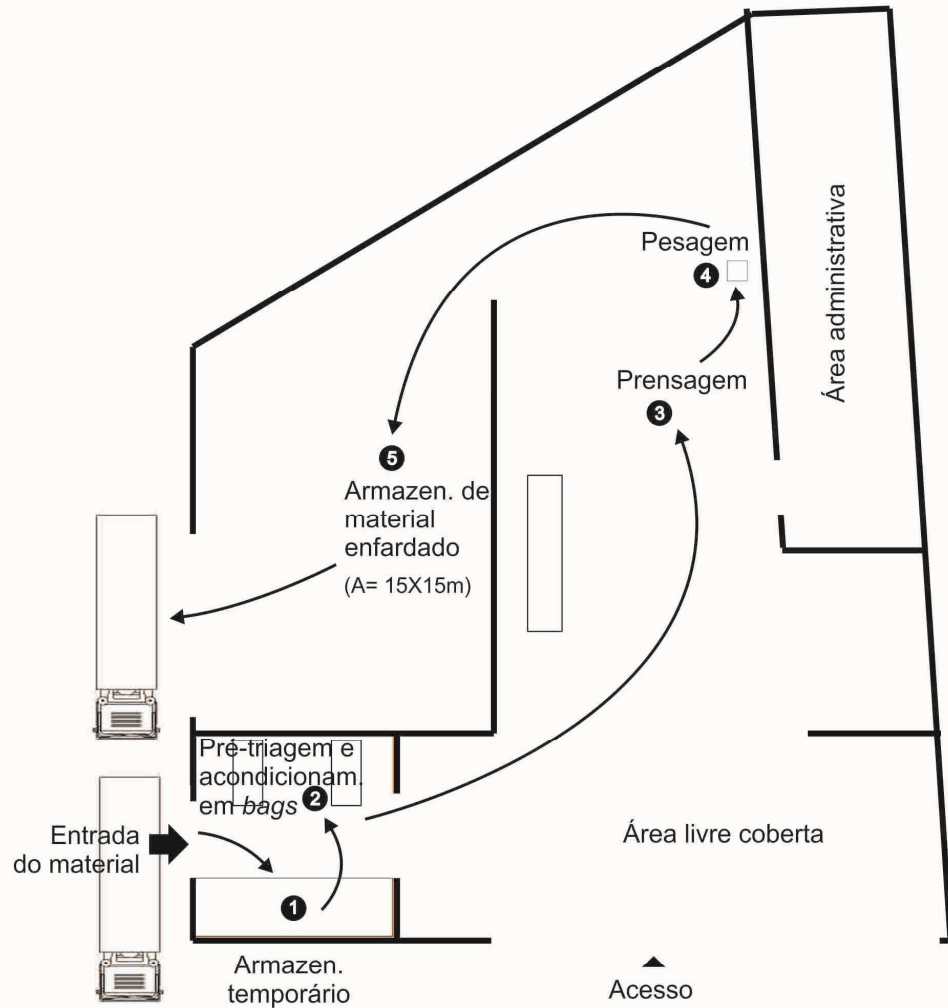 Pesagem
4
Área administrativa
Prensagem
3
5
Armazen. de
material
enfardado
(A= 15X15m)
Pré-triagem e
acondicionam.
em bags 2
Entrada
do material
Área livre coberta
1
Armazen.
temporário
Acesso